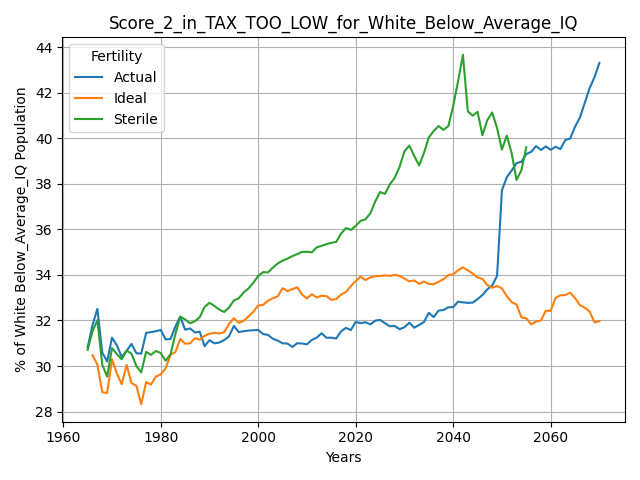 Score_2_in_TAX_TOO_LOW_for_White_Below_Average_IQ
% of White Below_Average_IQ Population
44
42
40
38
36
34
32
30
28
Fertility
Actual
Ideal
Sterile
1960
1980
2000
2020
2040
2060
Years